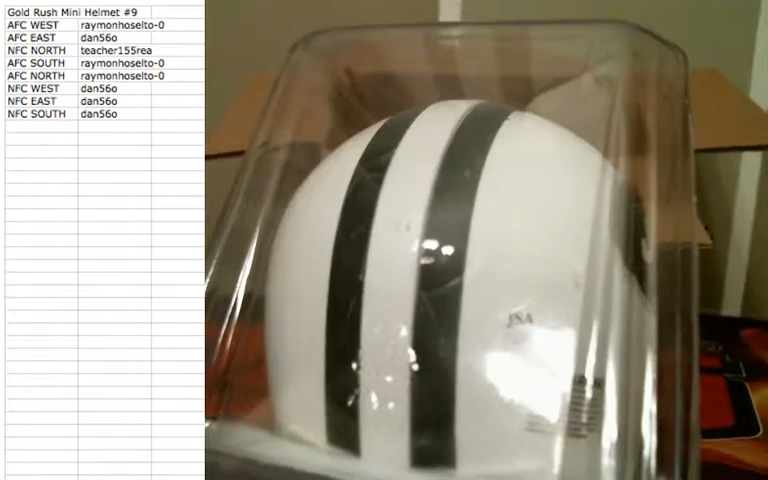 Gold Rush Mini Helmet #9
AFC WEST raymonhoselto-0
AFC EAST dan56o
NFC NORTH teacher155rea
AFC SOUTH raymonhoselto-0
AFC NORTH raymonhoselto-0
NFC WEST dan56o
NFC EAST dan56o
NFC SOUTH dan56o
JSA